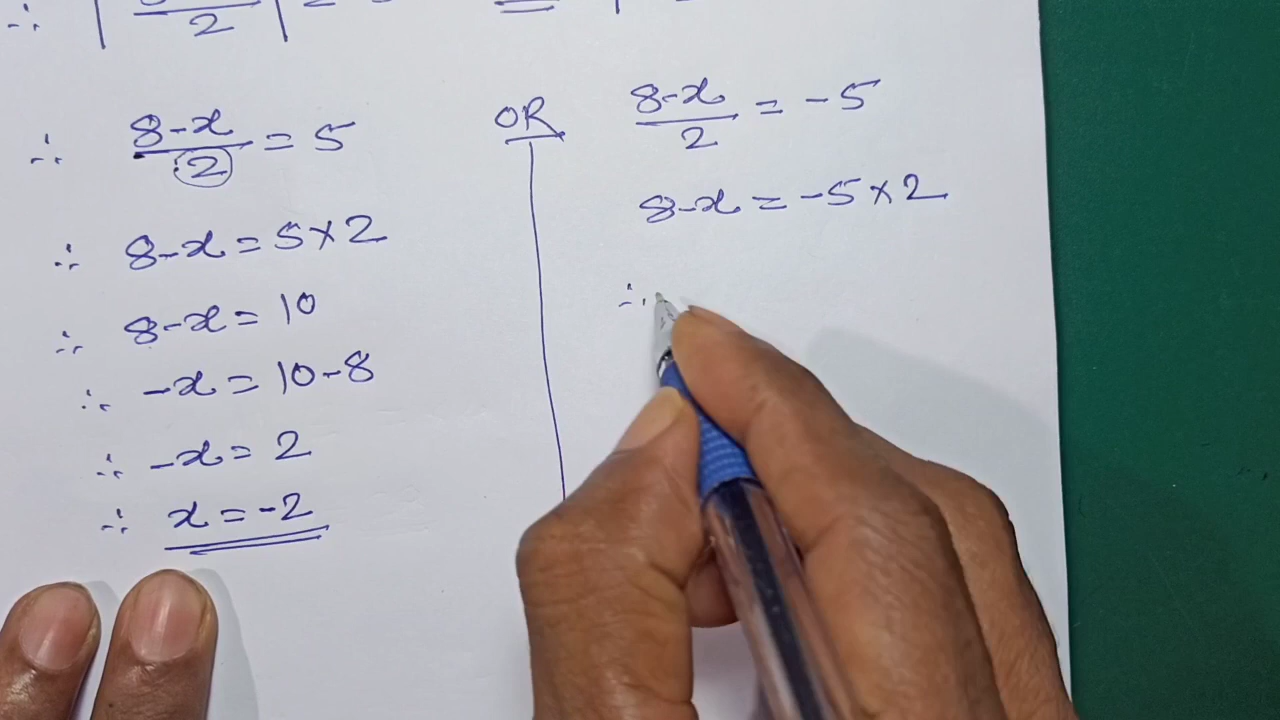 ∴ | 2 |
∴ 8-x/2 = 5
∴ 8-x = 5×2
∴ 8-x = 10
∴ -x = 10-8
∴ -x = 2
∴ x = -2
OR
8-x/2 = -5
8-x = -5×2
∴